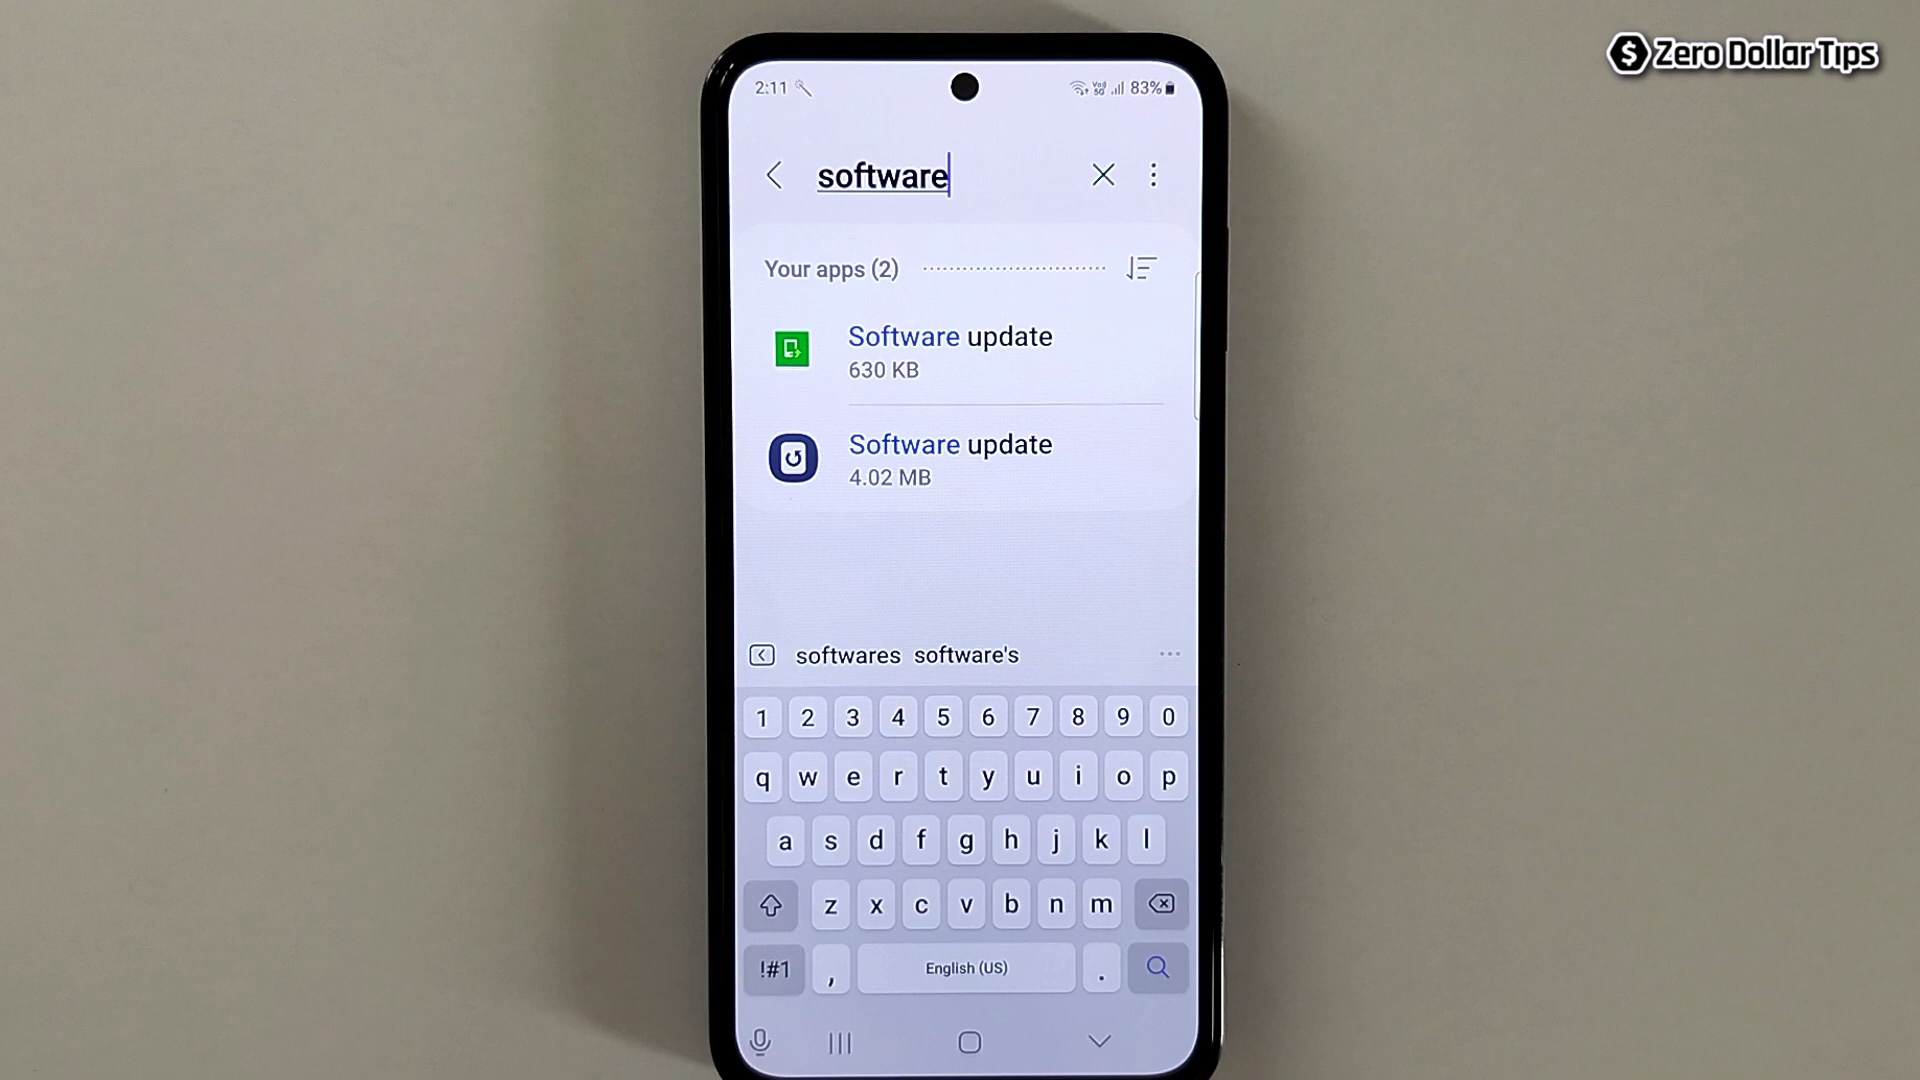 Zero Dollar Tips
2:11 83%
software
Your apps (2)
Software update
630 KB
Software update
4.02 MB
softwares software's
1 2 3 4 5 6 7 8 9 0
q w e r t y u i o p
a s d f g h j k l
z x c v b n m
!#1 , English (US) .